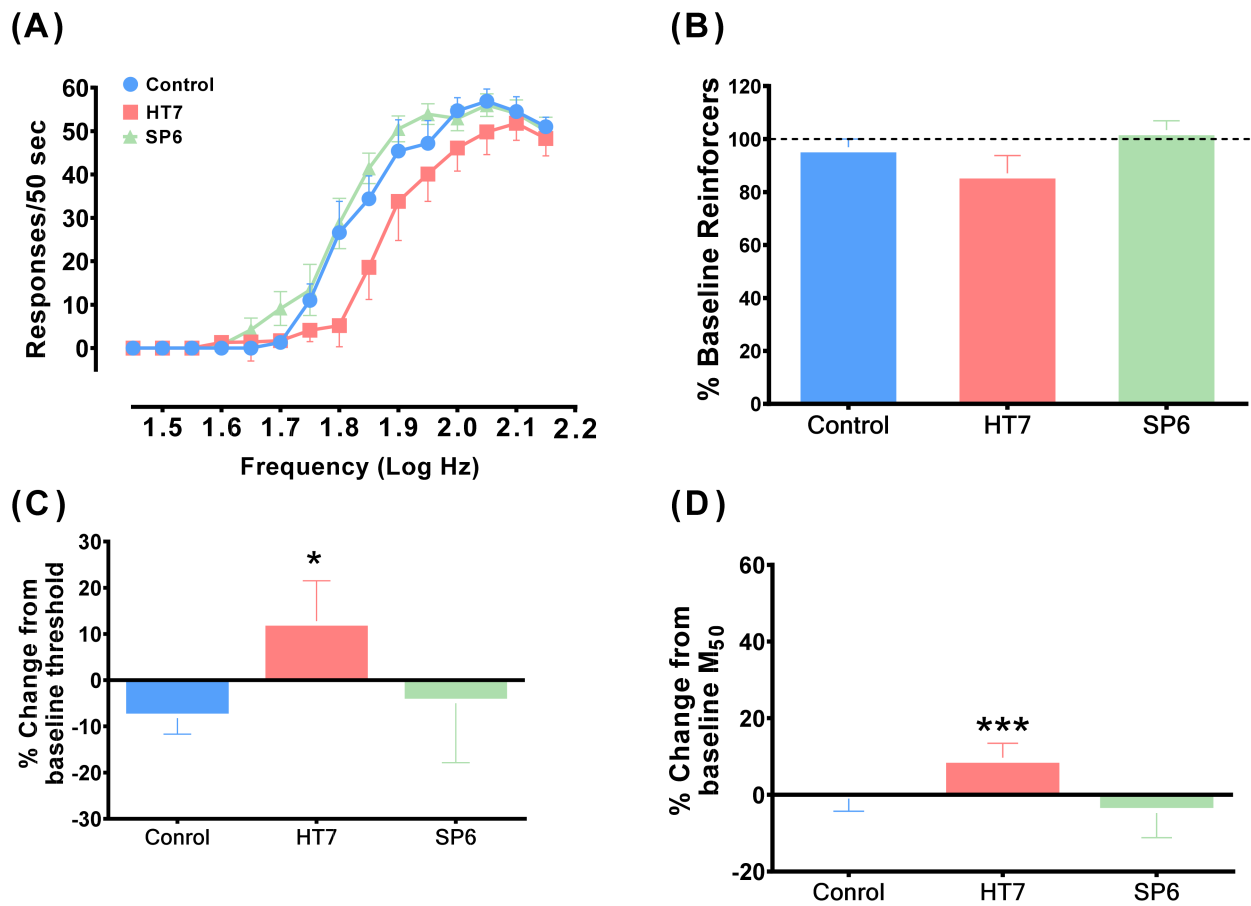 (A)
Responses/50 sec
60
50
40
30
20
10
0
Control
HT7
SP6
1.5 1.6 1.7 1.8 1.9 2.0 2.1 2.2
Frequency (Log Hz)
(B)
% Baseline Reinforcers
120
100
80
60
40
20
0
Control HT7 SP6
(C)
% Change from
baseline threshold
30
20
10
0
-10
-20
-30
*
Conrol HT7 SP6
(D)
% Change from
baseline M50
60
40
20
0
-20
***
Conrol HT7 SP6